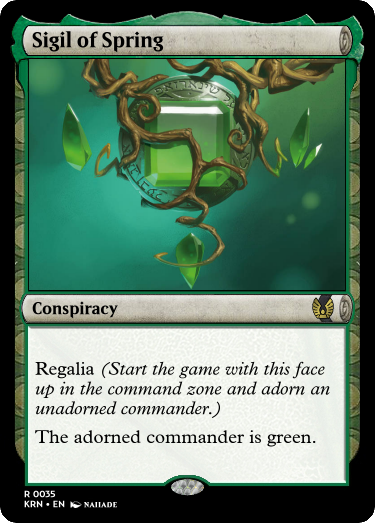 Sigil of Spring
Conspiracy
Regalia (Start the game with this face
up in the command zone and adorn an
unadorned commander.)
The adorned commander is green.
R 0035
KRN • EN NAIIADE